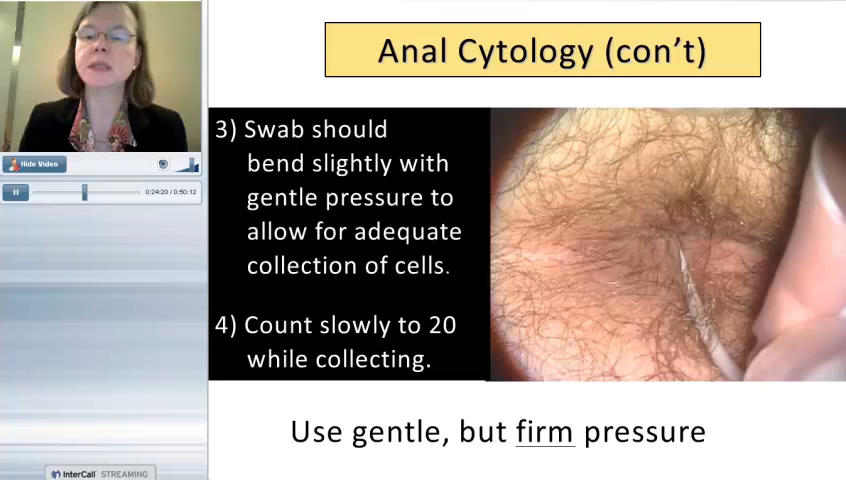 Anal Cytology (con't)
3) Swab should
bend slightly with
gentle pressure to
allow for adequate
collection of cells.
4) Count slowly to 20
while collecting.
Use gentle, but firm pressure
Hide Video
0:24:20 / 0:50:12
InterCall STREAMING